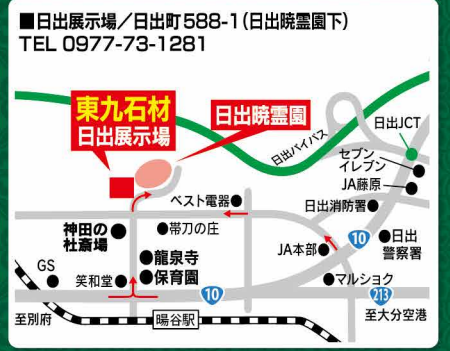 ■日出展示場／日出町588-1(日出暁霊園下)
TEL 0977-73-1281
東九石材
日出展示場
日出暁霊園
日出バイパス
日出JCT
セブン
イレブン
JA藤原
ベスト電器
日出消防署
神田の
杜斎場
帯刀の庄
10
日出
警察署
JA本部
龍泉寺
保育園
GS
笑和堂
マルショク
10
213
至別府
暘谷駅
至大分空港